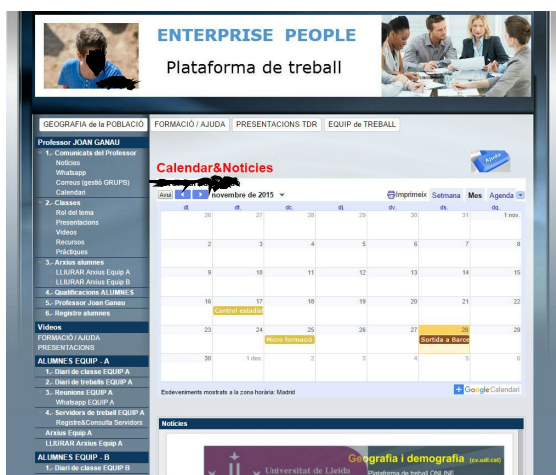 ENTERPRISE PEOPLE
Plataforma de treball
GEOGRAFIA de la POBLACIÓ
FORMACIÓ / AJUDA
PRESENTACIONS TDR
EQUIP de TREBALL
Professor JOAN GANAU
1.- Comunicats del Professor
Notícies
Whatsapp
Correus (gestió GRUPS)
Calendari
2.- Classes
Rol del tema
Presentacions
Videos
Recursos
Pràctiques
3.- Arxius alumnes
LLIURAR Arxius Equip A
LLIURAR Arxius Equip B
4.- Qualificacions ALUMNES
5.- Professor Joan Ganau
6.- Registre alumnes
Videos
FORMACIÓ / AJUDA
PRESENTACIONS
ALUMNES EQUIP - A
1.- Diari de classe EQUIP A
2.- Diari de treballs EQUIP A
3.- Reunions EQUIP A
Whatsapp EQUIP A
4.- Servidors de treball EQUIP A
Registre&Consulta Servidors
Arxius Equip A
LLIURAR Arxius Equip A
ALUMNES EQUIP - B
1.- Diari de classe EQUIP B
Ajuda
Calendar&Noticies
Avui novembre de 2015 Imprimeix Setmana Mes Agenda
dl. dt. dc. dj. dv. ds. dg.
26 27 28 29 30 31 1 nov.
2 3 4 5 6 7 8
9 10 11 12 13 14 15
16 17 18 19 20 21 22
Control estadíst
23 24 25 26 27 28 29
Micro formació
Sortida a Barce
30 1 des. 2 3 4 5 6
Esdeveniments mostrats a la zona horària: Madrid
Google Calendari
Notícies
Geografia i demografia (cv.udl.cat)
Universitat de Lleida
Plataforma de treball ONLINE